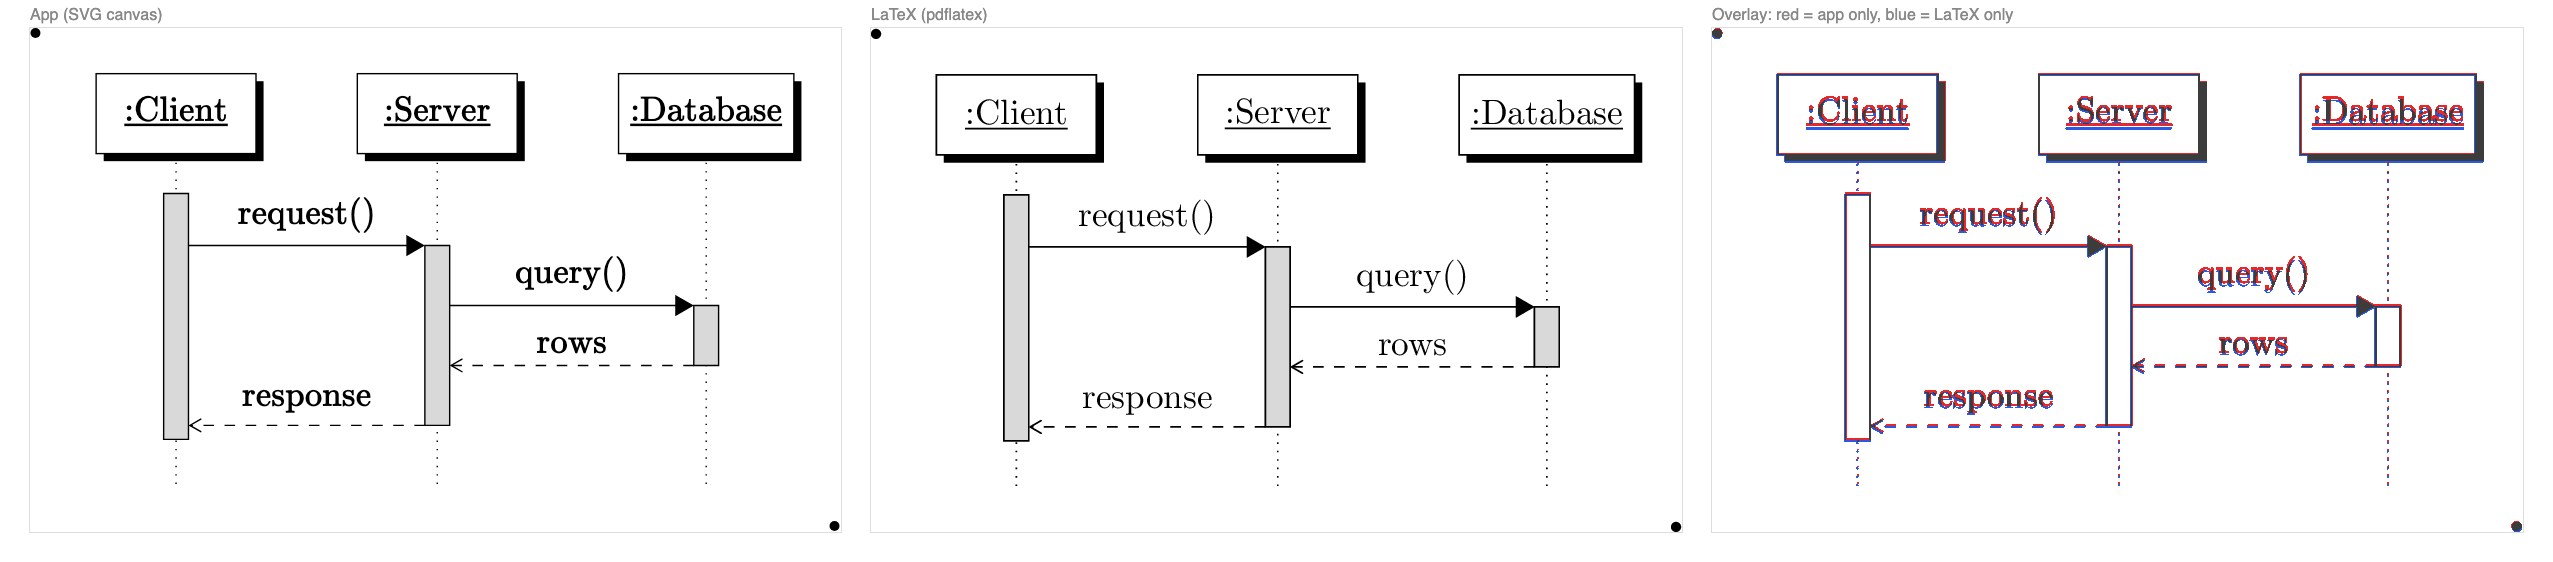 App (SVG canvas)
:Client
:Server
:Database
request()
query()
rows
response
LaTeX (pdflatex)
:Client
:Server
:Database
request()
query()
rows
response
Overlay: red = app only, blue = LaTeX only
:Client
:Server
:Database
request()
query()
rows
response